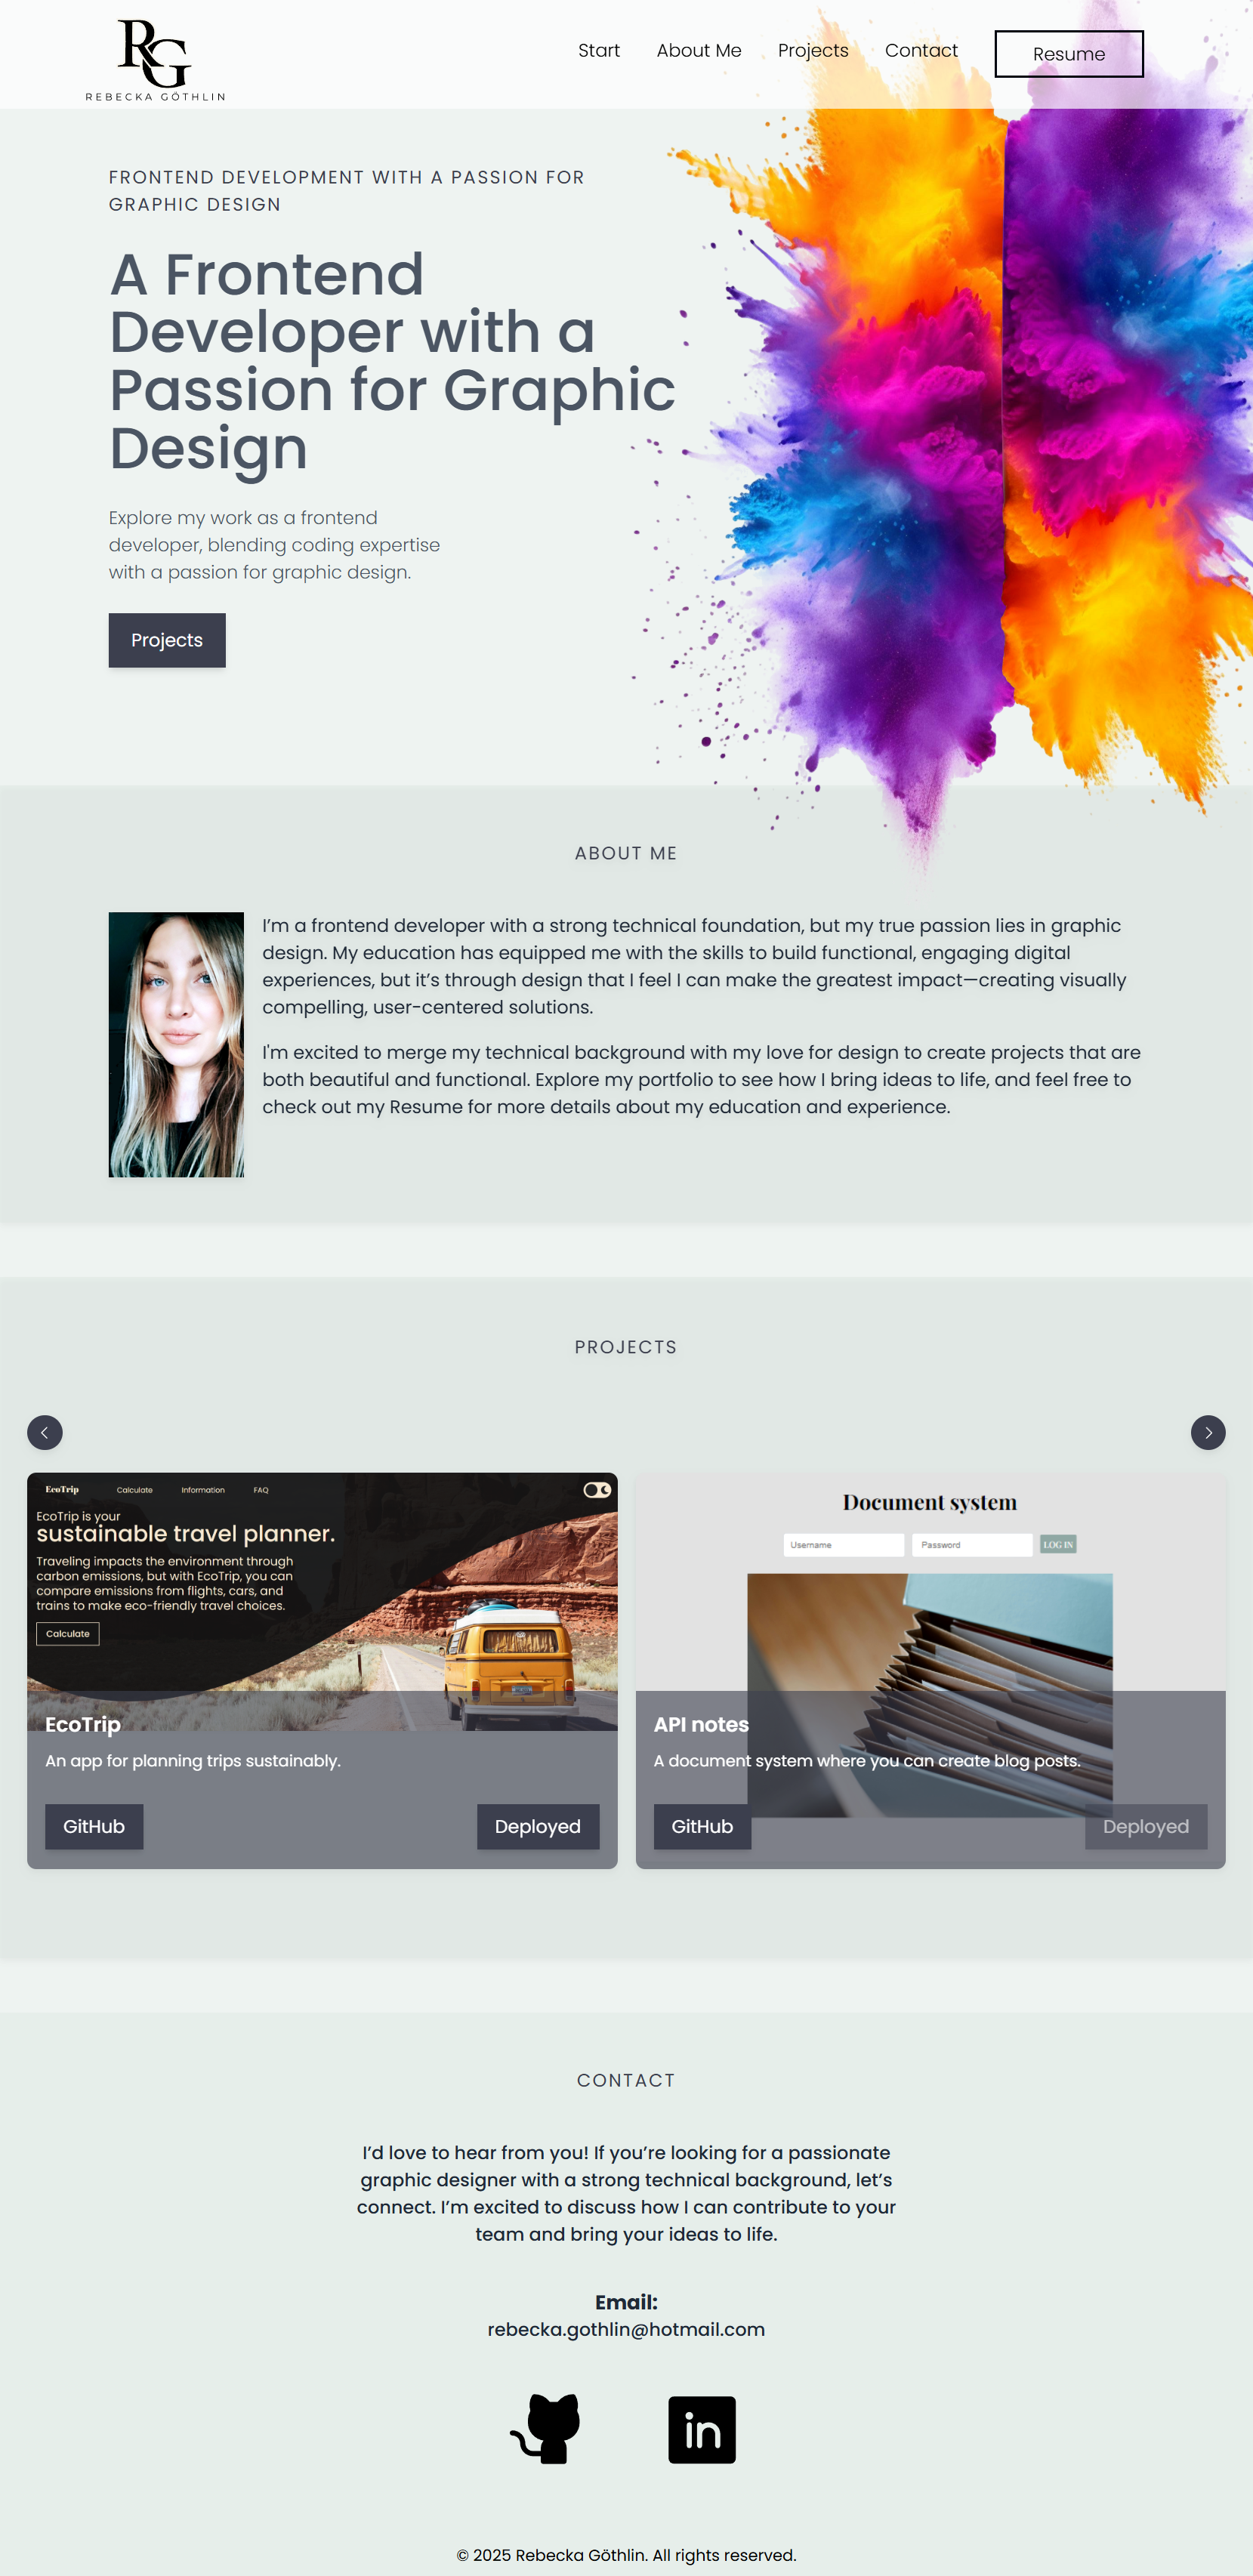 RG
REBECKA GÖTHLIN
Start
About Me
Projects
Contact
Resume
FRONTEND DEVELOPMENT WITH A PASSION FOR
GRAPHIC DESIGN
A Frontend
Developer with a
Passion for Graphic
Design
Explore my work as a frontend
developer, blending coding expertise
with a passion for graphic design.
Projects
ABOUT ME
I’m a frontend developer with a strong technical foundation, but my true passion lies in graphic
design. My education has equipped me with the skills to build functional, engaging digital
experiences, but it’s through design that I feel I can make the greatest impact—creating visually
compelling, user-centered solutions.
I'm excited to merge my technical background with my love for design to create projects that are
both beautiful and functional. Explore my portfolio to see how I bring ideas to life, and feel free to
check out my Resume for more details about my education and experience.
PROJECTS
EcoTrip
Calculate
Information
FAQ
EcoTrip is your
sustainable travel planner.
Traveling impacts the environment through
carbon emissions, but with EcoTrip, you can
compare emissions from flights, cars, and
trains to make eco-friendly travel choices.
Calculate
EcoTrip
An app for planning trips sustainably.
GitHub
Deployed
Document system
Username
Password
LOG IN
API notes
A document system where you can create blog posts.
GitHub
Deployed
CONTACT
I’d love to hear from you! If you’re looking for a passionate
graphic designer with a strong technical background, let’s
connect. I’m excited to discuss how I can contribute to your
team and bring your ideas to life.
Email:
rebecka.gothlin@hotmail.com
in
© 2025 Rebecka Göthlin. All rights reserved.